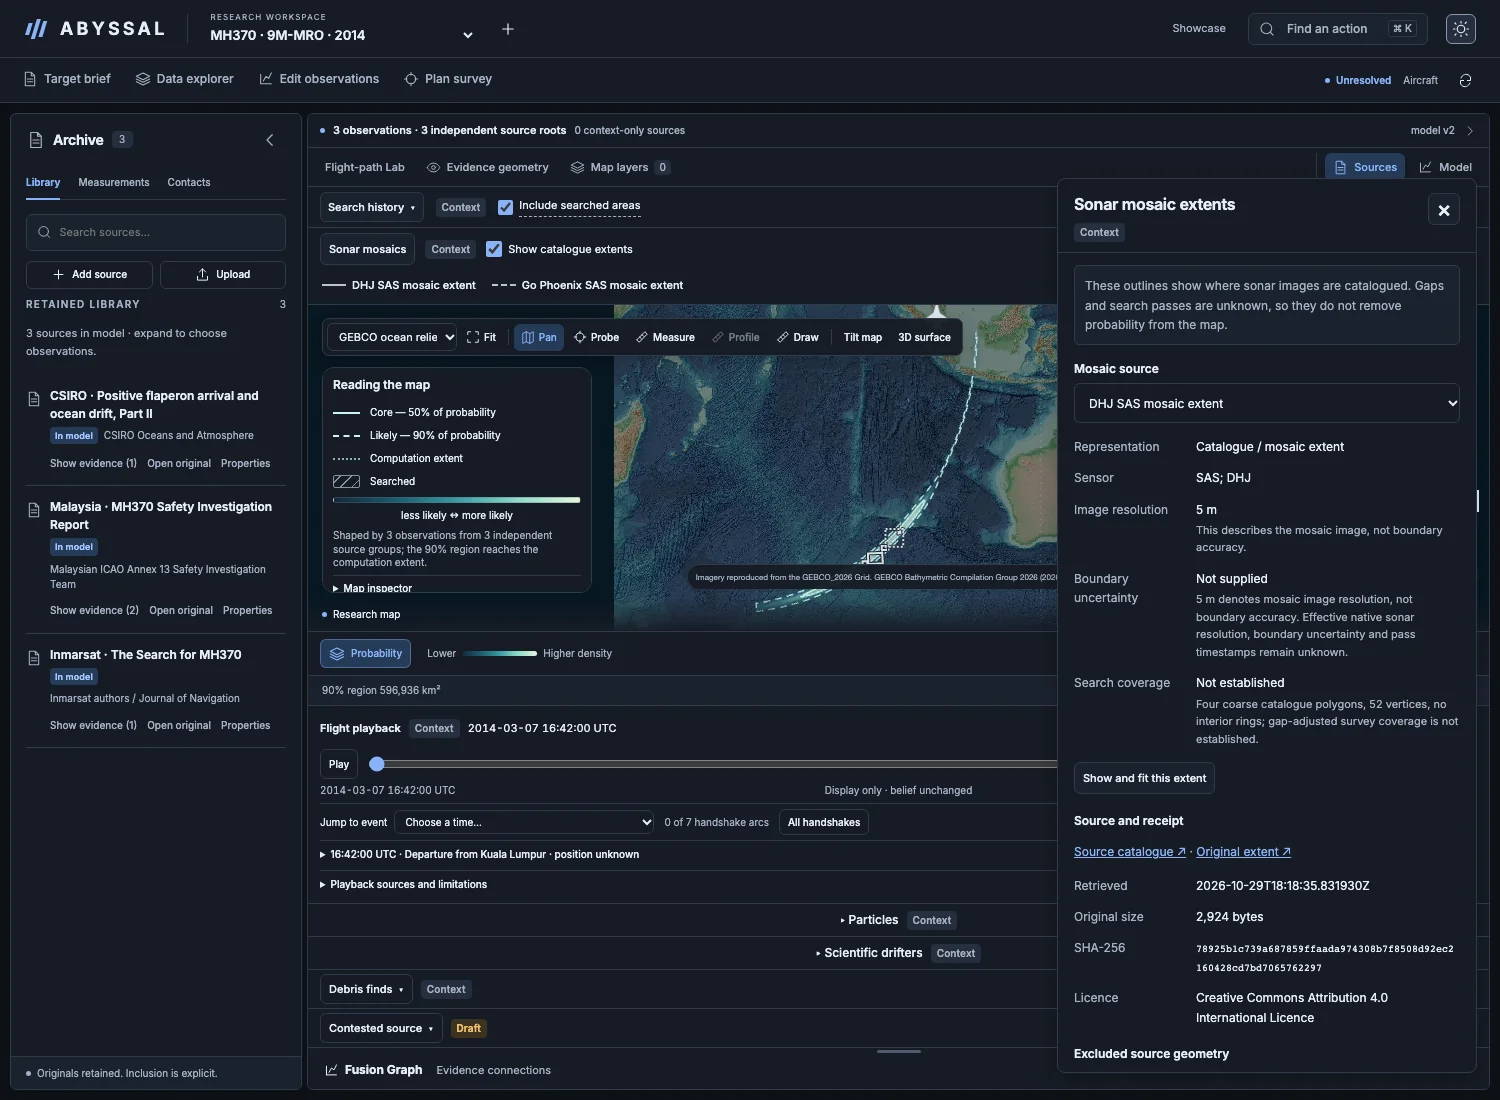 ABYSSAL
RESEARCH WORKSPACE
MH370 · 9M-MRO · 2014
Showcase
Find an action
⌘ K
Target brief
Data explorer
Edit observations
Plan survey
Unresolved
Aircraft
Archive
3
Library
Measurements
Contacts
Search sources...
Add source
Upload
RETAINED LIBRARY
3
3 sources in model · expand to choose
observations.
CSIRO · Positive flaperon arrival and
ocean drift, Part II
In model
CSIRO Oceans and Atmosphere
Show evidence (1)
Open original
Properties
Malaysia · MH370 Safety Investigation
Report
In model
Malaysian ICAO Annex 13 Safety Investigation
Team
Show evidence (2)
Open original
Properties
Inmarsat · The Search for MH370
In model
Inmarsat authors / Journal of Navigation
Show evidence (1)
Open original
Properties
Originals retained. Inclusion is explicit.
3 observations · 3 independent source roots
0 context-only sources
model v2
Flight-path Lab
Evidence geometry
Map layers
0
Sources
Model
Search history
Context
Include searched areas
Sonar mosaics
Context
Show catalogue extents
DHJ SAS mosaic extent
Go Phoenix SAS mosaic extent
GEBCO ocean relie
Fit
Pan
Probe
Measure
Profile
Draw
Tilt map
3D surface
Reading the map
Core — 50% of probability
Likely — 90% of probability
Computation extent
Searched
less likely ↔ more likely
Shaped by 3 observations from 3 independent
source groups; the 90% region reaches the
computation extent.
Map inspector
Research map
Imagery reproduced from the GEBCO_2026 Grid. GEBCO Bathymetric Compilation Group 2026 (202
Probability
Lower
Higher density
90% region 596,936 km²
Flight playback
Context
2014-03-07 16:42:00 UTC
Play
2014-03-07 16:42:00 UTC
Display only · belief unchanged
Jump to event
Choose a time...
0 of 7 handshake arcs
All handshakes
16:42:00 UTC · Departure from Kuala Lumpur · position unknown
Playback sources and limitations
Particles
Context
Scientific drifters
Context
Debris finds
Context
Contested source
Draft
Fusion Graph
Evidence connections
Sonar mosaic extents
Context
These outlines show where sonar images are catalogued. Gaps
and search passes are unknown, so they do not remove
probability from the map.
Mosaic source
DHJ SAS mosaic extent
Representation
Catalogue / mosaic extent
Sensor
SAS; DHJ
Image resolution
5 m
This describes the mosaic image, not boundary
accuracy.
Boundary
uncertainty
Not supplied
5 m denotes mosaic image resolution, not
boundary accuracy. Effective native sonar
resolution, boundary uncertainty and pass
timestamps remain unknown.
Search coverage
Not established
Four coarse catalogue polygons, 52 vertices, no
interior rings; gap-adjusted survey coverage is not
established.
Show and fit this extent
Source and receipt
Source catalogue ↗ · Original extent ↗
Retrieved
2026-10-29T18:18:35.831930Z
Original size
2,924 bytes
SHA-256
78925b1c739a687859ffaada974308b7f8508d92ec2
160428cd7bd7065762297
Licence
Creative Commons Attribution 4.0
International Licence
Excluded source geometry